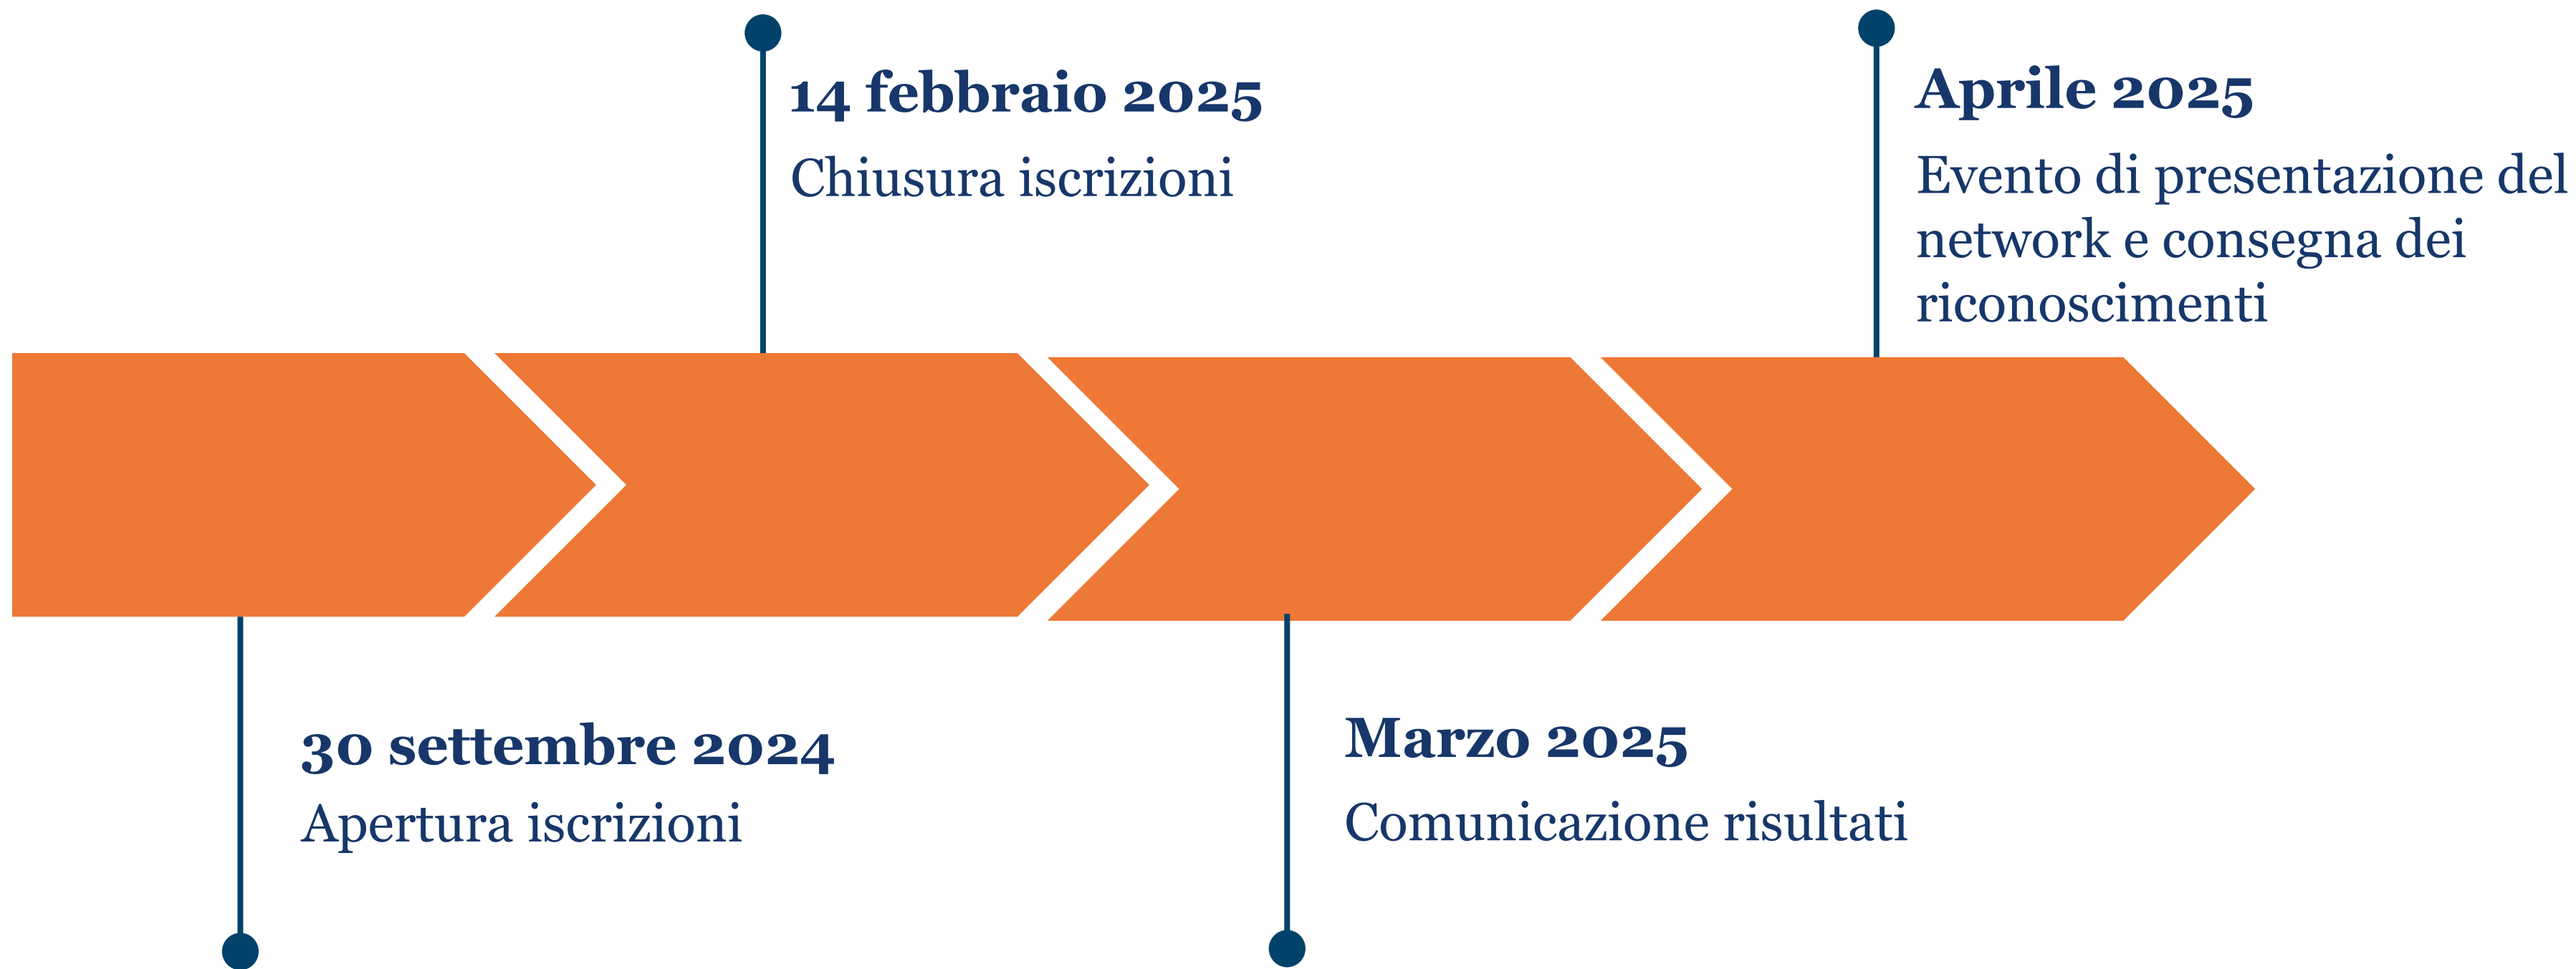 14 febbraio 2025
Chiusura iscrizioni
Aprile 2025
Evento di presentazione del
network e consegna dei
riconoscimenti
30 settembre 2024
Apertura iscrizioni
Marzo 2025
Comunicazione risultati